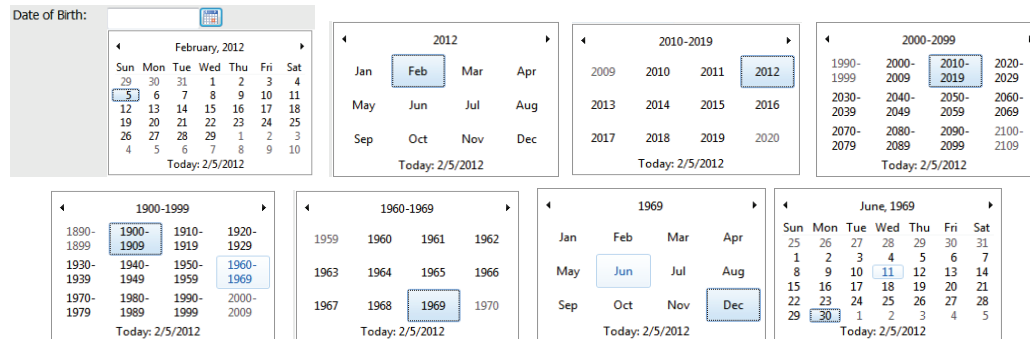 Date of Birth:
February, 2012
Sun Mon Tue Wed Thu Fri Sat
29 30 31 1 2 3 4
5 6 7 8 9 10 11
12 13 14 15 16 17 18
19 20 21 22 23 24 25
26 27 28 29 1 2 3
4 5 6 7 8 9 10
Today: 2/5/2012
2012
Jan Feb Mar Apr
May Jun Jul Aug
Sep Oct Nov Dec
Today: 2/5/2012
2010-2019
2009 2010 2011 2012
2013 2014 2015 2016
2017 2018 2019 2020
Today: 2/5/2012
2000-2099
1990- 2000- 2010- 2020-
1999 2009 2019 2029
2030- 2040- 2050- 2060-
2039 2049 2059 2069
2070- 2080- 2090- 2100-
2079 2089 2099 2109
Today: 2/5/2012
1900-1999
1890- 1900- 1910- 1920-
1899 1909 1919 1929
1930- 1940- 1950- 1960-
1939 1949 1959 1969
1970- 1980- 1990- 2000-
1979 1989 1999 2009
Today: 2/5/2012
1960-1969
1959 1960 1961 1962
1963 1964 1965 1966
1967 1968 1969 1970
Today: 2/5/2012
1969
Jan Feb Mar Apr
May Jun Jul Aug
Sep Oct Nov Dec
Today: 2/5/2012
June, 1969
Sun Mon Tue Wed Thu Fri Sat
25 26 27 28 29 30 31
1 2 3 4 5 6 7
8 9 10 11 12 13 14
15 16 17 18 19 20 21
22 23 24 25 26 27 28
29 30 1 2 3 4 5
Today: 2/5/2012